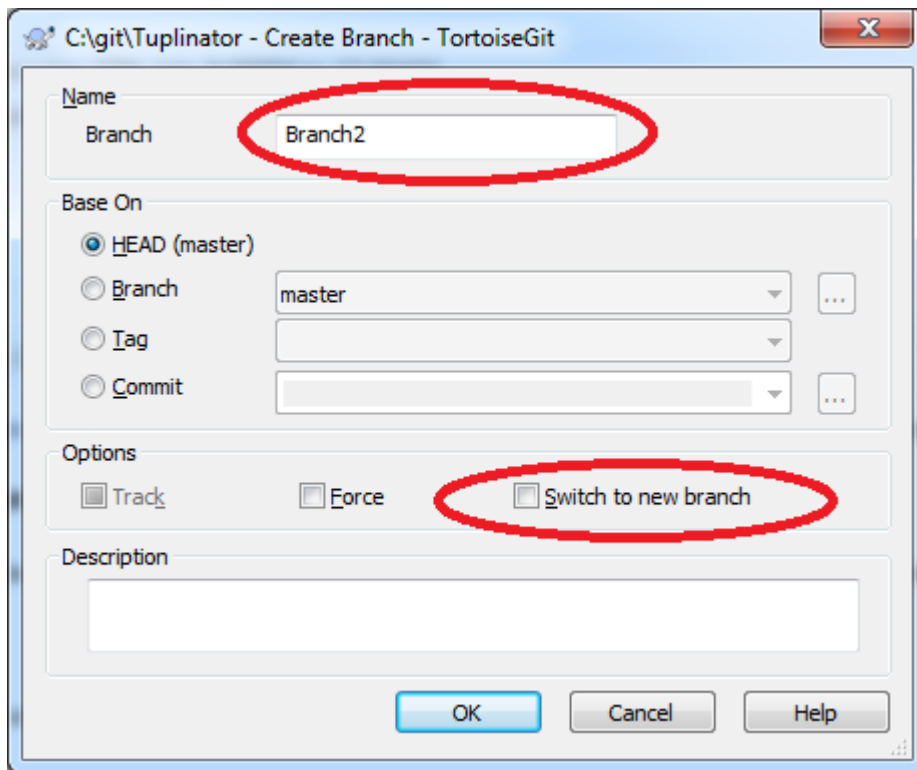 C:\git\Tuplinator - Create Branch - TortoiseGit
Name
Branch Branch2
Base On
HEAD (master)
Branch master ...
Tag
Commit ...
Options
Track Force Switch to new branch
Description
OK Cancel Help